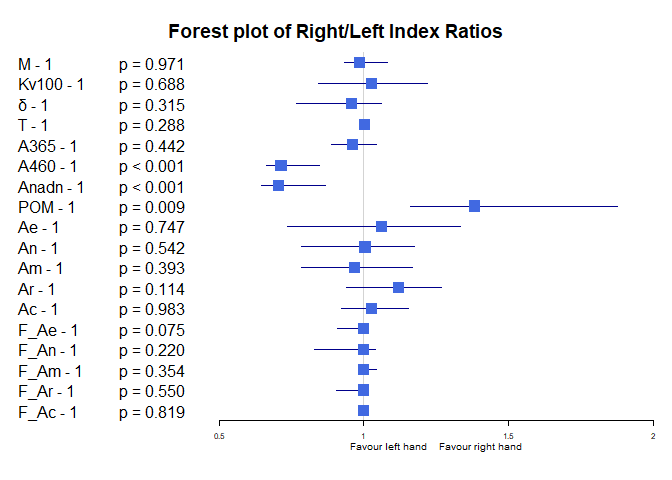 Forest plot of Right/Left Index Ratios
M - 1 p = 0.971
Kv100 - 1 p = 0.688
δ - 1 p = 0.315
T - 1 p = 0.288
A365 - 1 p = 0.442
A460 - 1 p < 0.001
Anadn - 1 p < 0.001
POM - 1 p = 0.009
Ae - 1 p = 0.747
An - 1 p = 0.542
Am - 1 p = 0.393
Ar - 1 p = 0.114
Ac - 1 p = 0.983
F_Ae - 1 p = 0.075
F_An - 1 p = 0.220
F_Am - 1 p = 0.354
F_Ar - 1 p = 0.550
F_Ac - 1 p = 0.819
0.5 1 1.5 2
Favour left hand Favour right hand